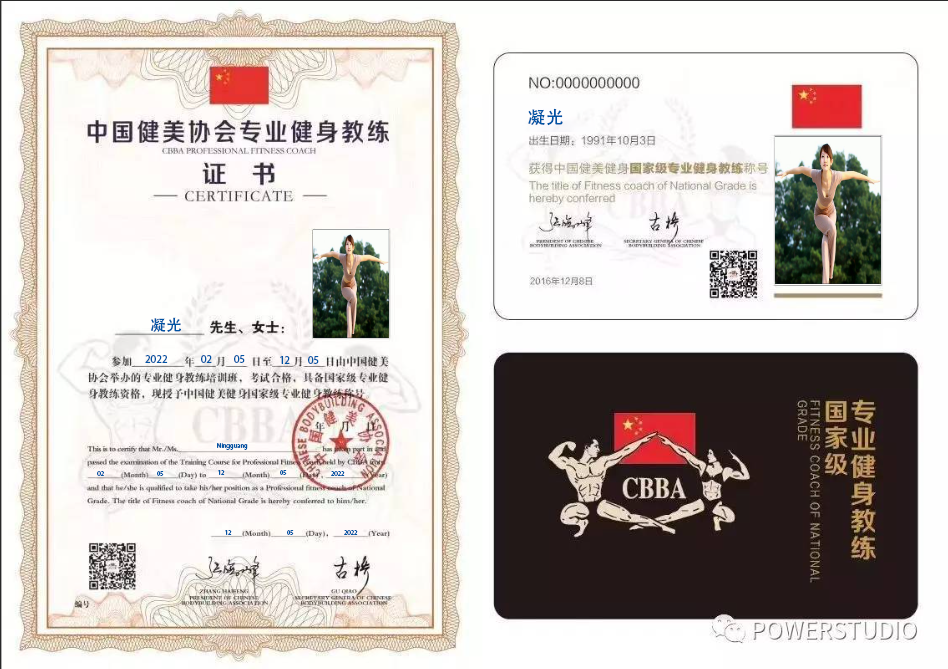 中国健美协会专业健身教练
CBBA PROFESSIONAL FITNESS COACH
证 书
CERTIFICATE
凝光 先生、女士：
参加 2022 年 02 月 05 日至 12 月 05 日由中国健美
协会举办的专业健身教练培训班，考试合格，具备国家级专业健
身教练资格，现授予中国健美健身国家级专业健身教练称号
年 月 日
CBBA
CHINESE BODYBUILDING ASSOCIATION
中国健美协会
This is to certify that Mr./Ms. Ningguang has taken part in and
passed the examination of the Training Course for Professional Fitness held by CBBA from
02 (Month) 05 (Day) to 12 (Month) 05 (Day), 2022 (Year)
and that he/she is qualified to take his/her position as a Professional fitness coach of National
Grade. The title of Fitness coach of National Grade is hereby conferred to him/her.
12 (Month) 05 (Day), 2022 (Year)
ZHANG HAIFENG
PRESIDENT OF CHINESE
BODYBUILDING ASSOCIATION
古桥
GU QIAO
SECRETARY GENERAL OF CHINESE
BODYBUILDING ASSOCIATION
编号
NO:0000000000
凝光
出生日期：1991年10月3日
获得中国健美健身国家级专业健身教练称号
The title of Fitness coach of National Grade is
hereby conferred
古桥
PRESIDENT OF CHINESE
BODYBUILDING ASSOCIATION
SECRETARY GENERAL OF CHINESE
BODYBUILDING ASSOCIATION
2016年12月8日
CBBA
专业健身教练
国家级
FITNESS COACH OF NATIONAL
GRADE
POWERSTUDIO